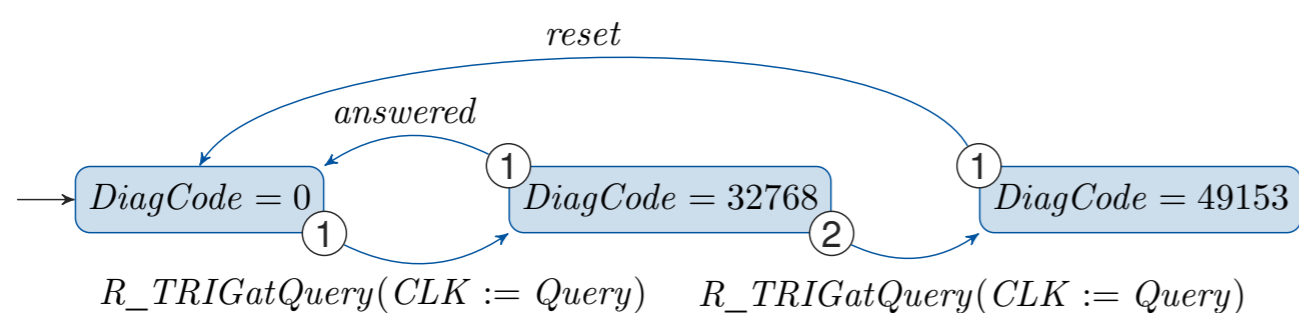 reset
answered
DiagCode = 0
1
DiagCode = 32768
1
DiagCode = 49153
1
2
R_TRIGatQuery(CLK := Query)
R_TRIGatQuery(CLK := Query)